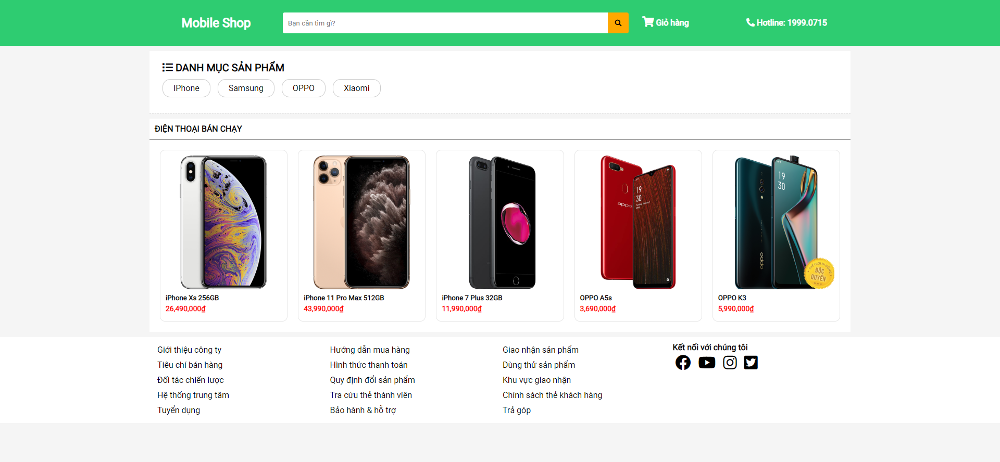 Mobile Shop
Bạn cần tìm gì?
Giỏ hàng
Hotline: 1999.0715
DANH MỤC SẢN PHẨM
IPhone
Samsung
OPPO
Xiaomi
ĐIỆN THOẠI BÁN CHẠY
19
30
oppo
19
30
oppo
THẾ GIỚI DI ĐỘNG
ĐỘC
QUYỀN
iPhone Xs 256GB
26,490,000₫
iPhone 11 Pro Max 512GB
43,990,000₫
iPhone 7 Plus 32GB
11,990,000₫
OPPO A5s
3,690,000₫
OPPO K3
5,990,000₫
Giới thiệu công ty
Tiêu chí bán hàng
Đối tác chiến lược
Hệ thống trung tâm
Tuyển dụng
Hướng dẫn mua hàng
Hình thức thanh toán
Quy định đổi sản phẩm
Tra cứu thẻ thành viên
Bảo hành & hỗ trợ
Giao nhận sản phẩm
Dùng thử sản phẩm
Khu vực giao nhận
Chính sách thẻ khách hàng
Trả góp
Kết nối với chúng tôi